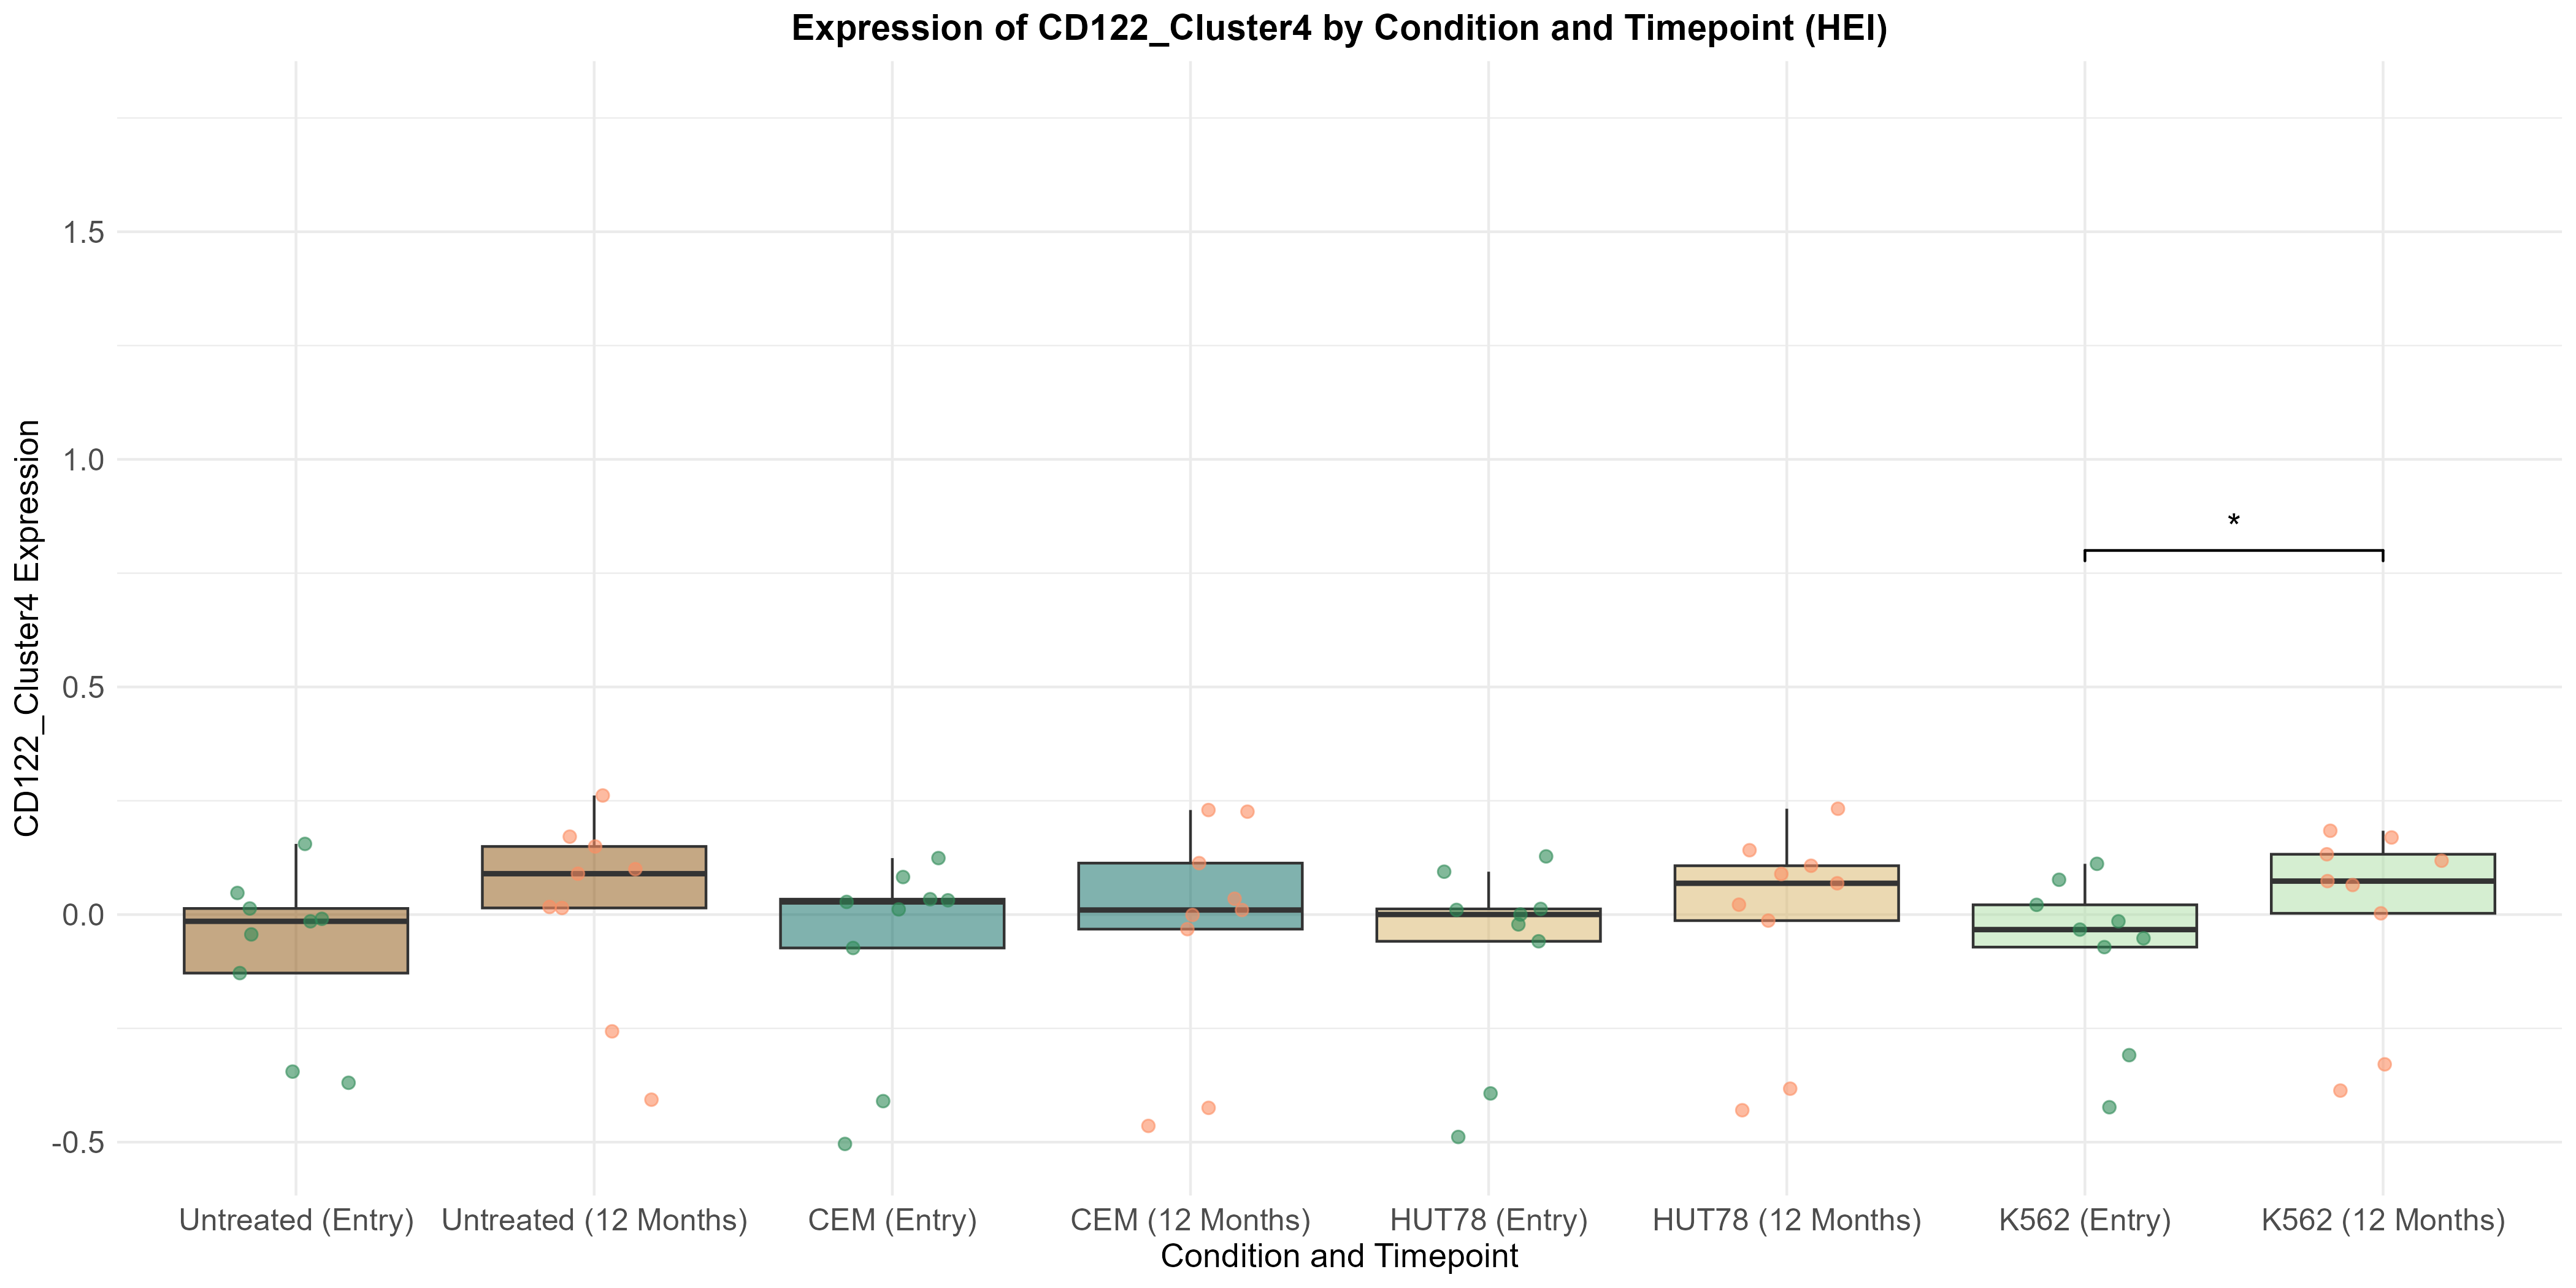 Expression of CD122_Cluster4 by Condition and Timepoint (HEI)
CD122_Cluster4 Expression
1.5
1.0
0.5
0.0
-0.5
*
Untreated (Entry)
Untreated (12 Months)
CEM (Entry)
CEM (12 Months)
HUT78 (Entry)
HUT78 (12 Months)
K562 (Entry)
K562 (12 Months)
Condition and Timepoint